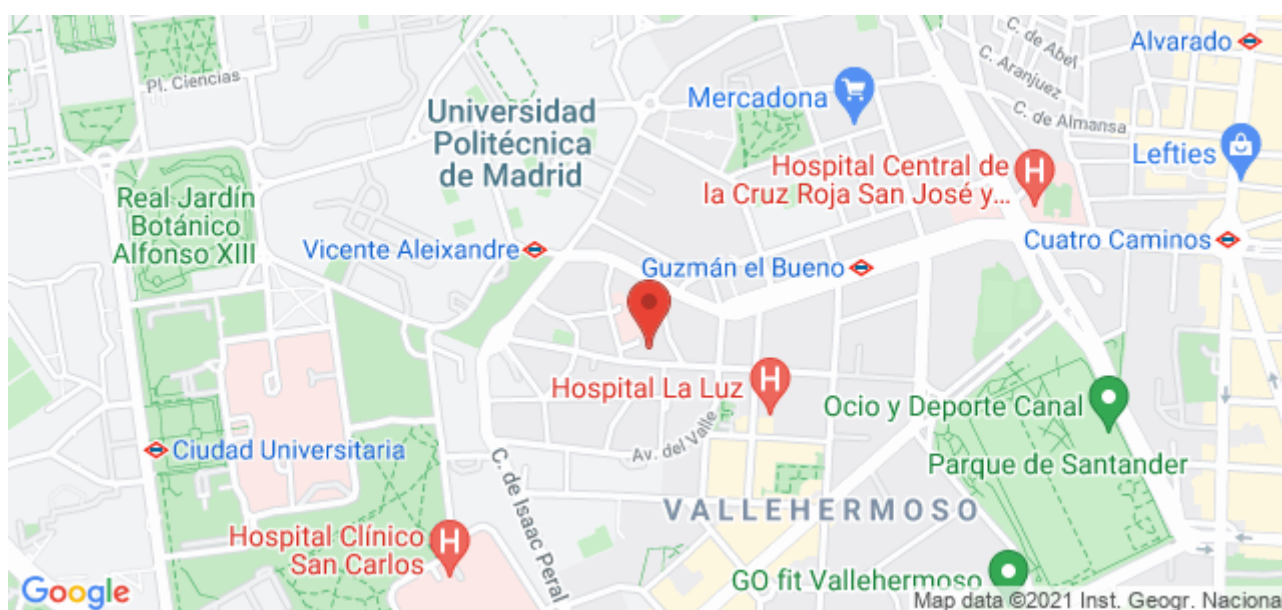 C. de Abel
Alvarado
C. Aranjuez
Pl. Ciencias
Mercadona
Universidad
Politécnica
de Madrid
C. de Almansa
Lefties
Hospital Central de
la Cruz Roja San José y...
Real Jardín
Botánico
Alfonso XIII
Vicente Aleixandre
Cuatro Caminos
Guzmán el Bueno
Hospital La Luz
Ocio y Deporte Canal
Av. del Valle
Ciudad Universitaria
Parque de Santander
C. de Isaac Peral
VALLEHERMOSO
Hospital Clínico
San Carlos
GO fit Vallehermoso
Google
Map data ©2021 Inst. Geogr. Naciona